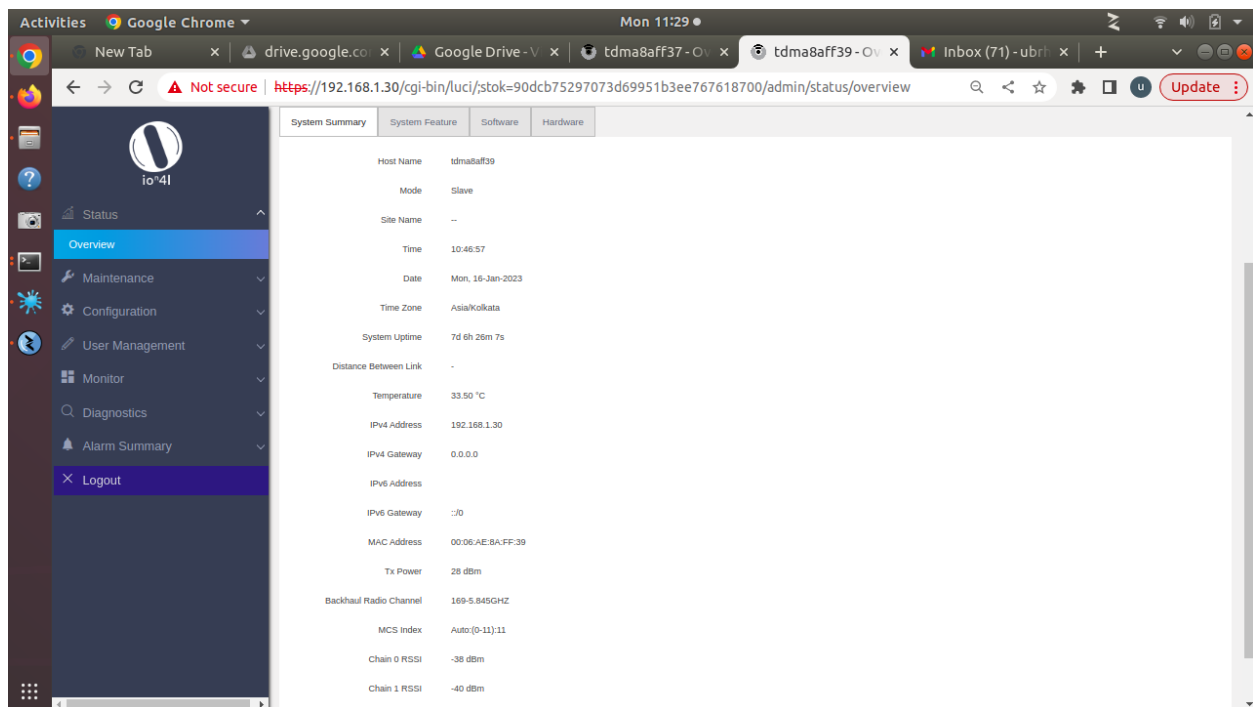 Activities Google Chrome Mon 11:29
New Tab drive.google.co Google Drive - V tdma8aff37 - Ov tdma8aff39 - Ov Inbox (71) - ubrh
Not secure https://192.168.1.30/cgi-bin/luci/;stok=90dcb75297073d69951b3ee767618700/admin/status/overview u Update
ion4l
Status
Overview
Maintenance
Configuration
User Management
Monitor
Diagnostics
Alarm Summary
Logout
System Summary System Feature Software Hardware
Host Name tdma8aff39
Mode Slave
Site Name --
Time 10:46:57
Date Mon, 16-Jan-2023
Time Zone Asia/Kolkata
System Uptime 7d 6h 26m 7s
Distance Between Link -
Temperature 33.50 °C
IPv4 Address 192.168.1.30
IPv4 Gateway 0.0.0.0
IPv6 Address
IPv6 Gateway ::/0
MAC Address 00:06:AE:8A:FF:39
Tx Power 28 dBm
Backhaul Radio Channel 169-5.845GHZ
MCS Index Auto:(0-11):11
Chain 0 RSSI -38 dBm
Chain 1 RSSI -40 dBm